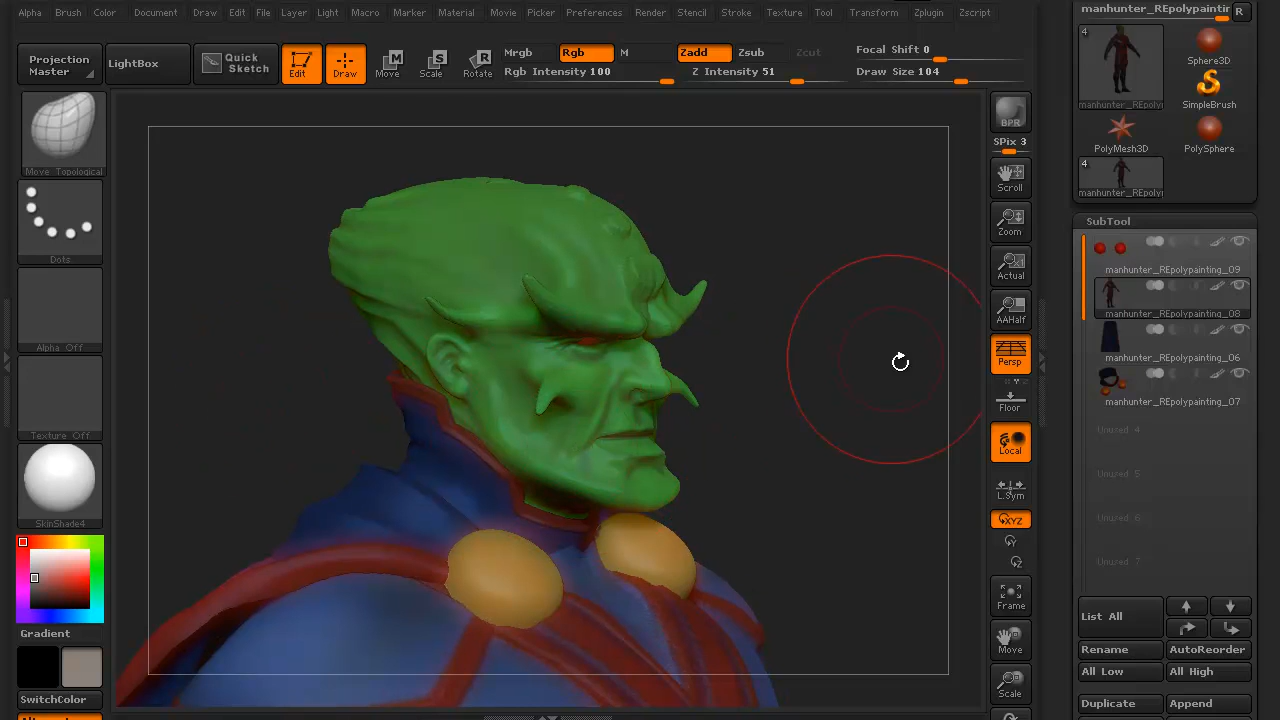 Alpha Brush Color Document Draw Edit File Layer Light Macro Marker Material Movie Picker Preferences Render Stencil Stroke Texture Tool Transform Zplugin Zscript
manhunter_REpolypaintir R
Projection Master
LightBox
Quick Sketch
Edit
Draw
Move
Scale
Rotate
Mrgb Rgb M Zadd Zsub Zcut
Rgb Intensity 100 Z Intensity 51
Focal Shift 0
Draw Size 104
4
manhunter_REpoly
Sphere3D
SimpleBrush
PolyMesh3D
PolySphere
4
manhunter_REpoly
Move Topological
Dots
Alpha Off
Texture Off
SkinShade4
Gradient
SwitchColor
BPR
SPix 3
Scroll
Zoom
Actual
AAHalf
Persp
Floor
Local
L.Sym
XYZ
Y
Z
Frame
Move
Scale
SubTool
manhunter_REpolypainting_09
manhunter_REpolypainting_08
manhunter_REpolypainting_06
manhunter_REpolypainting_07
Unused 4
Unused 5
Unused 6
Unused 7
List All
Rename AutoReorder
All Low All High
Duplicate Append